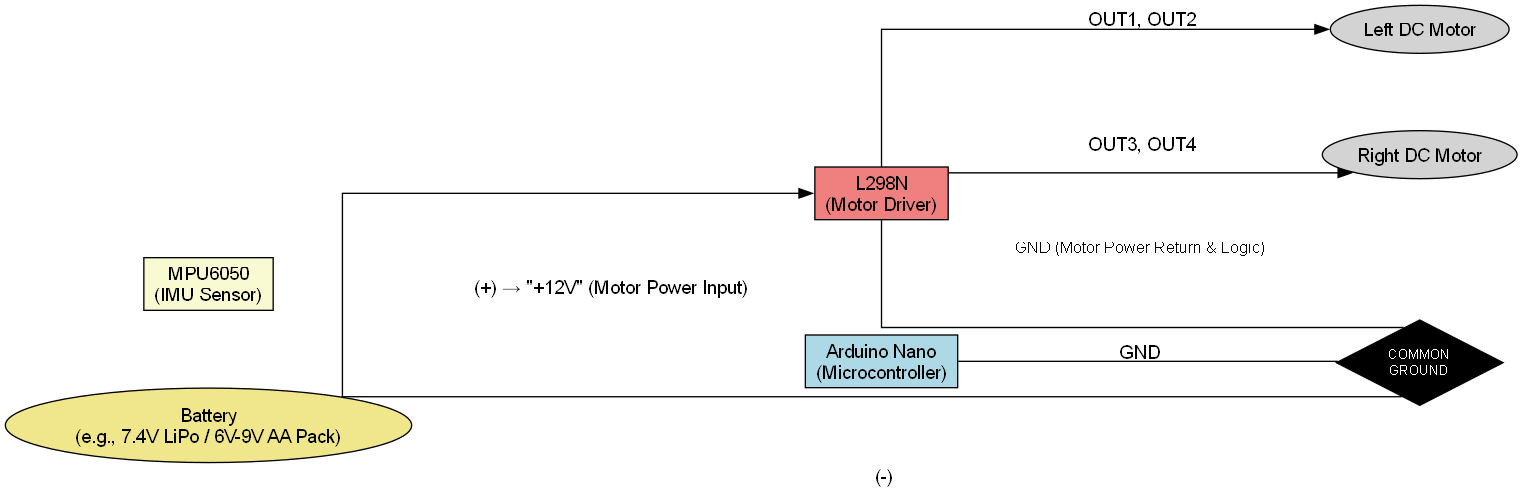 OUT1, OUT2
Left DC Motor
OUT3, OUT4
Right DC Motor
L298N
(Motor Driver)
GND (Motor Power Return & Logic)
MPU6050
(IMU Sensor)
(+) → "+12V" (Motor Power Input)
Arduino Nano
(Microcontroller)
GND
COMMON
GROUND
Battery
(e.g., 7.4V LiPo / 6V-9V AA Pack)
(-)